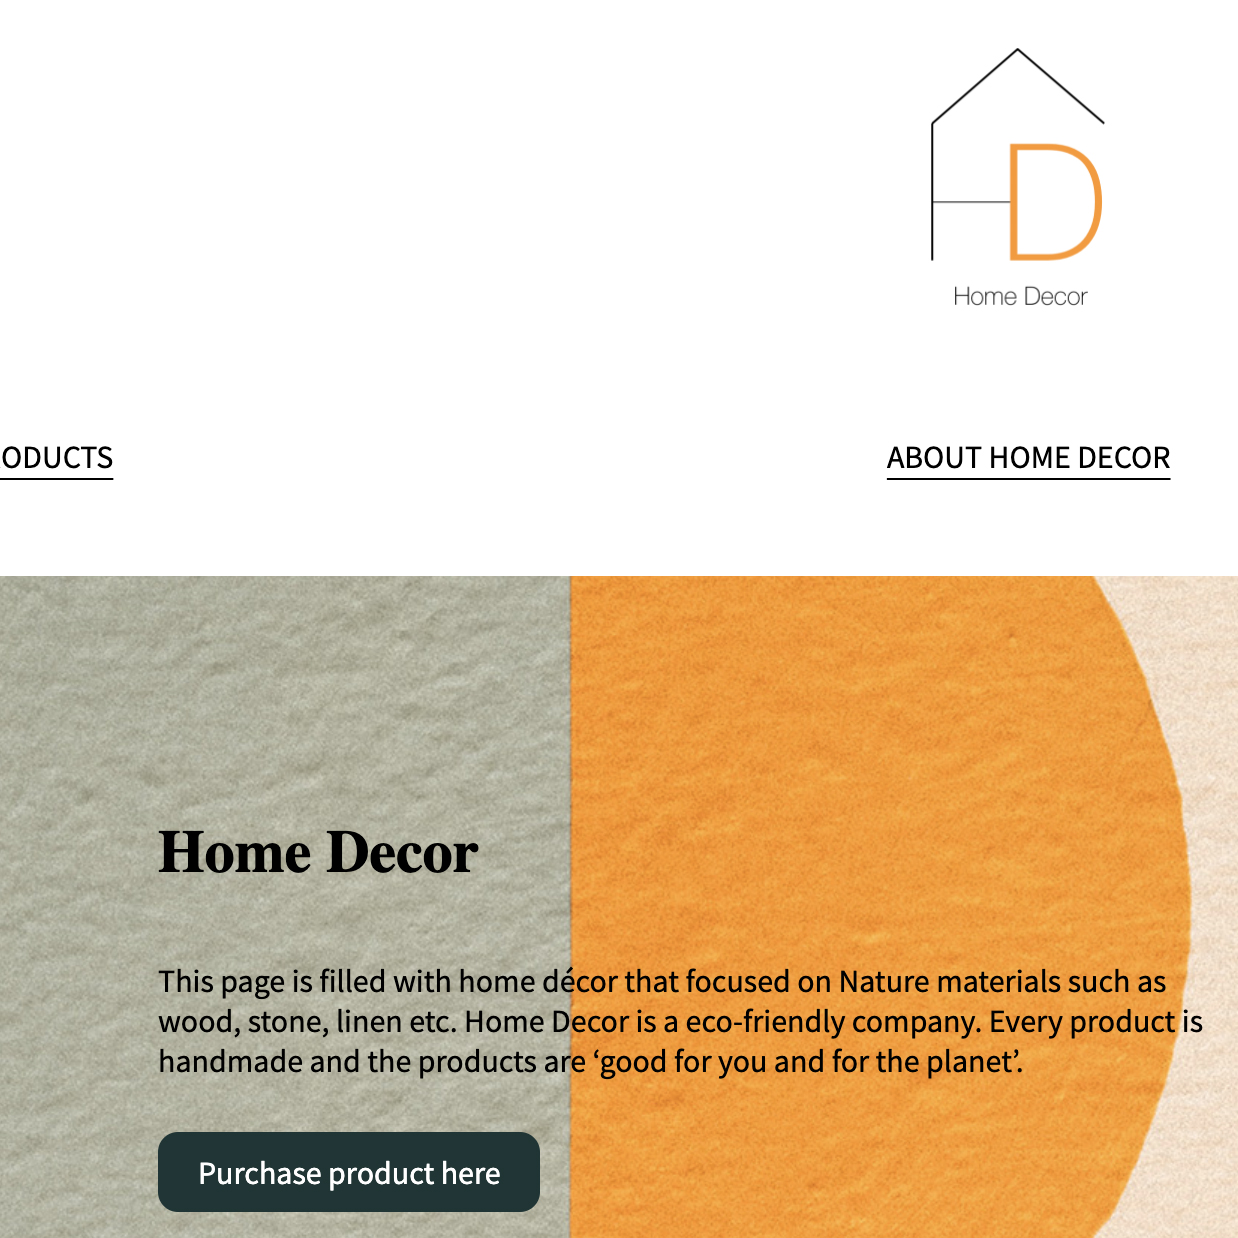 HD
Home Decor
ODUCTS
ABOUT HOME DECOR
Home Decor
This page is filled with home décor that focused on Nature materials such as
wood, stone, linen etc. Home Decor is a eco-friendly company. Every product is
handmade and the products are ‘good for you and for the planet’.
Purchase product here